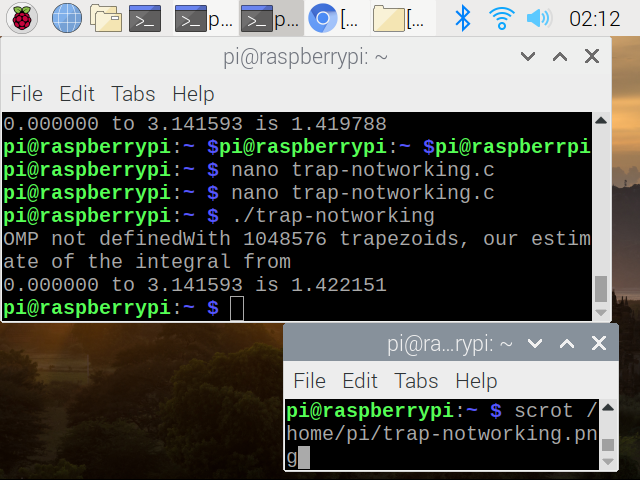 p... p... [... [... 02:12
pi@raspberrypi: ~
File Edit Tabs Help
0.000000 to 3.141593 is 1.419788
pi@raspberrypi:~ $pi@raspberrypi:~ $pi@raspberrpi
pi@raspberrypi:~ $ nano trap-notworking.c
pi@raspberrypi:~ $ nano trap-notworking.c
pi@raspberrypi:~ $ ./trap-notworking
OMP not definedWith 1048576 trapezoids, our estim
ate of the integral from
0.000000 to 3.141593 is 1.422151
pi@raspberrypi:~ $
pi@ra...rypi: ~
File Edit Tabs Help
pi@raspberrypi:~ $ scrot /
home/pi/trap-notworking.pn
g